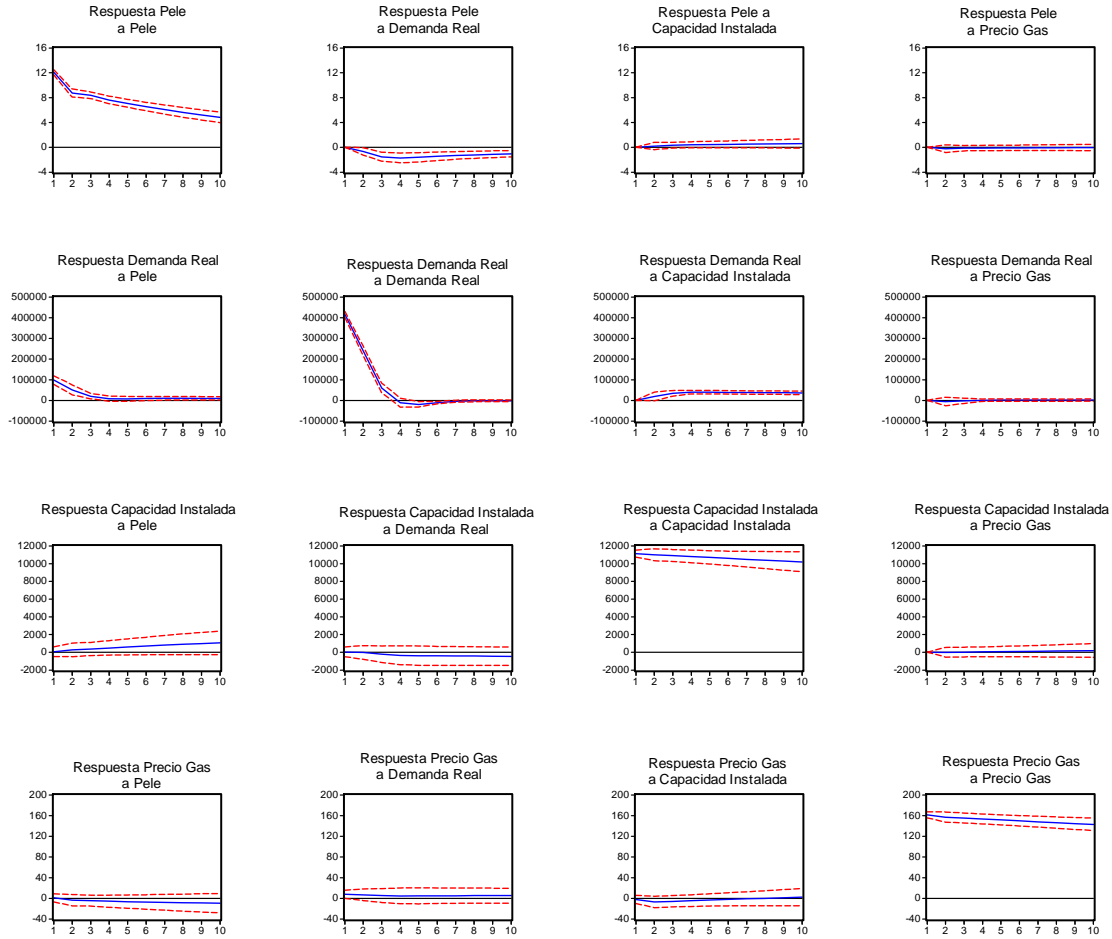 Respuesta Pele
a Pele
16
12
8
4
0
-4
1 2 3 4 5 6 7 8 9 10
Respuesta Pele
a Demanda Real
16
12
8
4
0
-4
1 2 3 4 5 6 7 8 9 10
Respuesta Pele a
Capacidad Instalada
16
12
8
4
0
-4
1 2 3 4 5 6 7 8 9 10
Respuesta Pele
a Precio Gas
16
12
8
4
0
-4
1 2 3 4 5 6 7 8 9 10
Respuesta Demanda Real
a Pele
500000
400000
300000
200000
100000
0
-100000
1 2 3 4 5 6 7 8 9 10
Respuesta Demanda Real
a Demanda Real
500000
400000
300000
200000
100000
0
-100000
1 2 3 4 5 6 7 8 9 10
Respuesta Demanda Real
a Capacidad Instalada
500000
400000
300000
200000
100000
0
-100000
1 2 3 4 5 6 7 8 9 10
Respuesta Demanda Real
a Precio Gas
500000
400000
300000
200000
100000
0
-100000
1 2 3 4 5 6 7 8 9 10
Respuesta Capacidad Instalada
a Pele
12000
10000
8000
6000
4000
2000
0
-2000
1 2 3 4 5 6 7 8 9 10
Respuesta Capacidad Instalada
a Demanda Real
12000
10000
8000
6000
4000
2000
0
-2000
1 2 3 4 5 6 7 8 9 10
Respuesta Capacidad Instalada
a Capacidad Instalada
12000
10000
8000
6000
4000
2000
0
-2000
1 2 3 4 5 6 7 8 9 10
Respuesta Capacidad Instalada
a Precio Gas
12000
10000
8000
6000
4000
2000
0
-2000
1 2 3 4 5 6 7 8 9 10
Respuesta Precio Gas
a Pele
200
160
120
80
40
0
-40
1 2 3 4 5 6 7 8 9 10
Respuesta Precio Gas
a Demanda Real
200
160
120
80
40
0
-40
1 2 3 4 5 6 7 8 9 10
Respuesta Precio Gas
a Capacidad Instalada
200
160
120
80
40
0
-40
1 2 3 4 5 6 7 8 9 10
Respuesta Precio Gas
a Precio Gas
200
160
120
80
40
0
-40
1 2 3 4 5 6 7 8 9 10